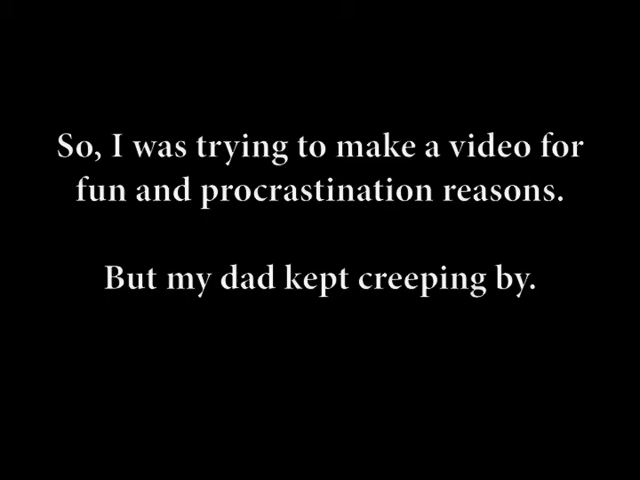 So, I was trying to make a video for
fun and procrastination reasons.
But my dad kept creeping by.